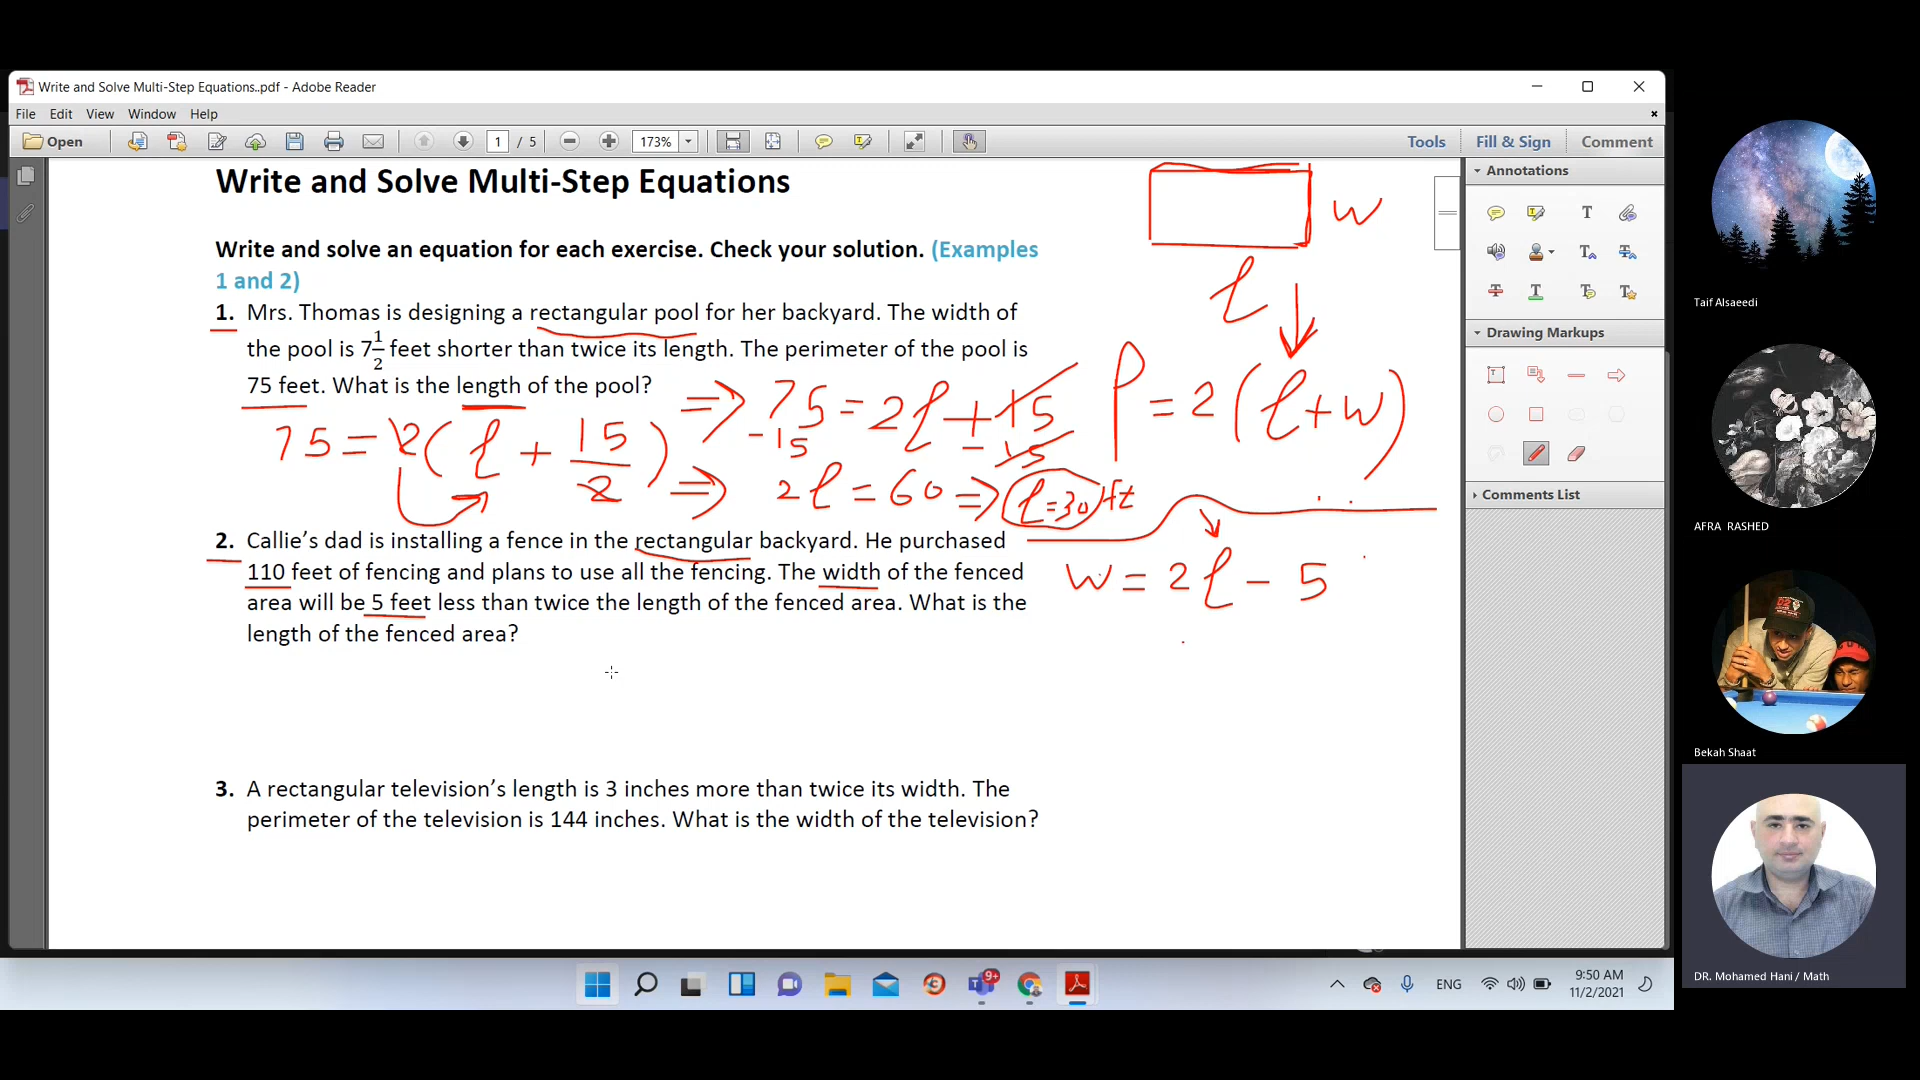 Write and Solve Multi-Step Equations..pdf - Adobe Reader
File Edit View Window Help
Open 1 / 5 173% Tools Fill & Sign Comment
Write and Solve Multi-Step Equations
Write and solve an equation for each exercise. Check your solution. (Examples
1 and 2)
1. Mrs. Thomas is designing a rectangular pool for her backyard. The width of
the pool is 7 1/2 feet shorter than twice its length. The perimeter of the pool is
75 feet. What is the length of the pool?
75 = 2(l + 15/2) => 75 = 2l + 15
-15 - 15
=> 2l = 60 => l = 30 ft
w
l
P = 2(l + w)
2. Callie’s dad is installing a fence in the rectangular backyard. He purchased
110 feet of fencing and plans to use all the fencing. The width of the fenced
area will be 5 feet less than twice the length of the fenced area. What is the
length of the fenced area?
w = 2l - 5
3. A rectangular television’s length is 3 inches more than twice its width. The
perimeter of the television is 144 inches. What is the width of the television?
Annotations
Drawing Markups
Comments List
Taif Alsaeedi
AFRA RASHED
Bekah Shaat
DR. Mohamed Hani / Math
9+
ENG
9:50 AM
11/2/2021